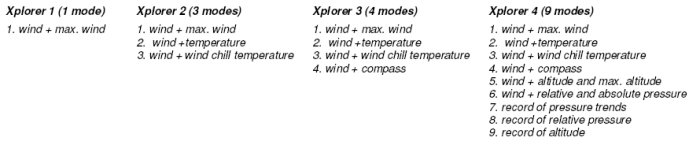 Xplorer 1 (1 mode)
1. wind + max. wind
Xplorer 2 (3 modes)
1. wind + max. wind
2. wind +temperature
3. wind + wind chill temperature
Xplorer 3 (4 modes)
1. wind + max. wind
2. wind +temperature
3. wind + wind chill temperature
4. wind + compass
Xplorer 4 (9 modes)
1. wind + max. wind
2. wind +temperature
3. wind + wind chill temperature
4. wind + compass
5. wind + altitude and max. altitude
6. wind + relative and absolute pressure
7. record of pressure trends
8. record of relative pressure
9. record of altitude